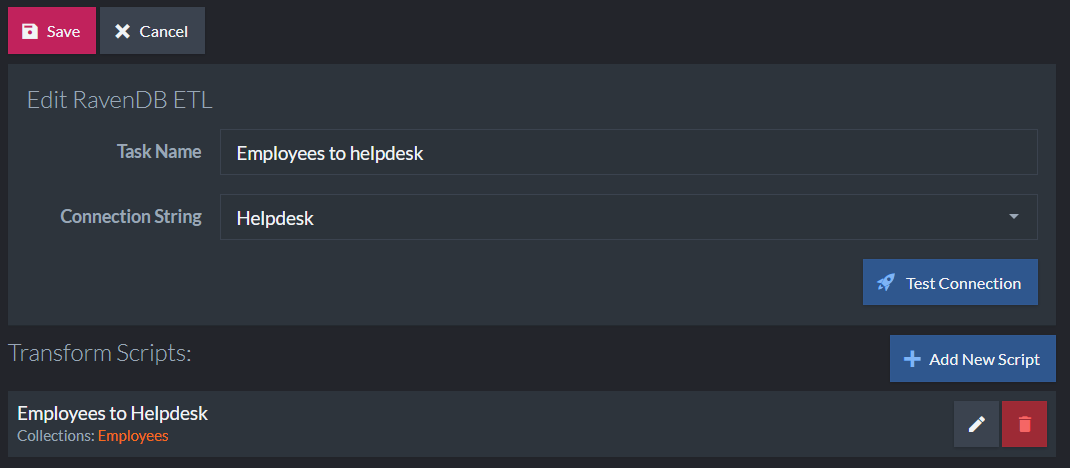 Save Cancel
Edit RavenDB ETL
Task Name Employees to helpdesk
Connection String Helpdesk
Test Connection
Transform Scripts:
Add New Script
Employees to Helpdesk
Collections: Employees